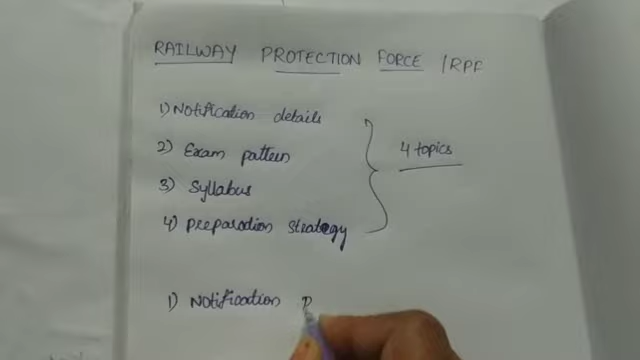 RAILWAY PROTECTION FORCE /RPF
1) Notification details
2) Exam pattern
3) Syllabus
4) Preparation strategy
4 topics
1) Notification D